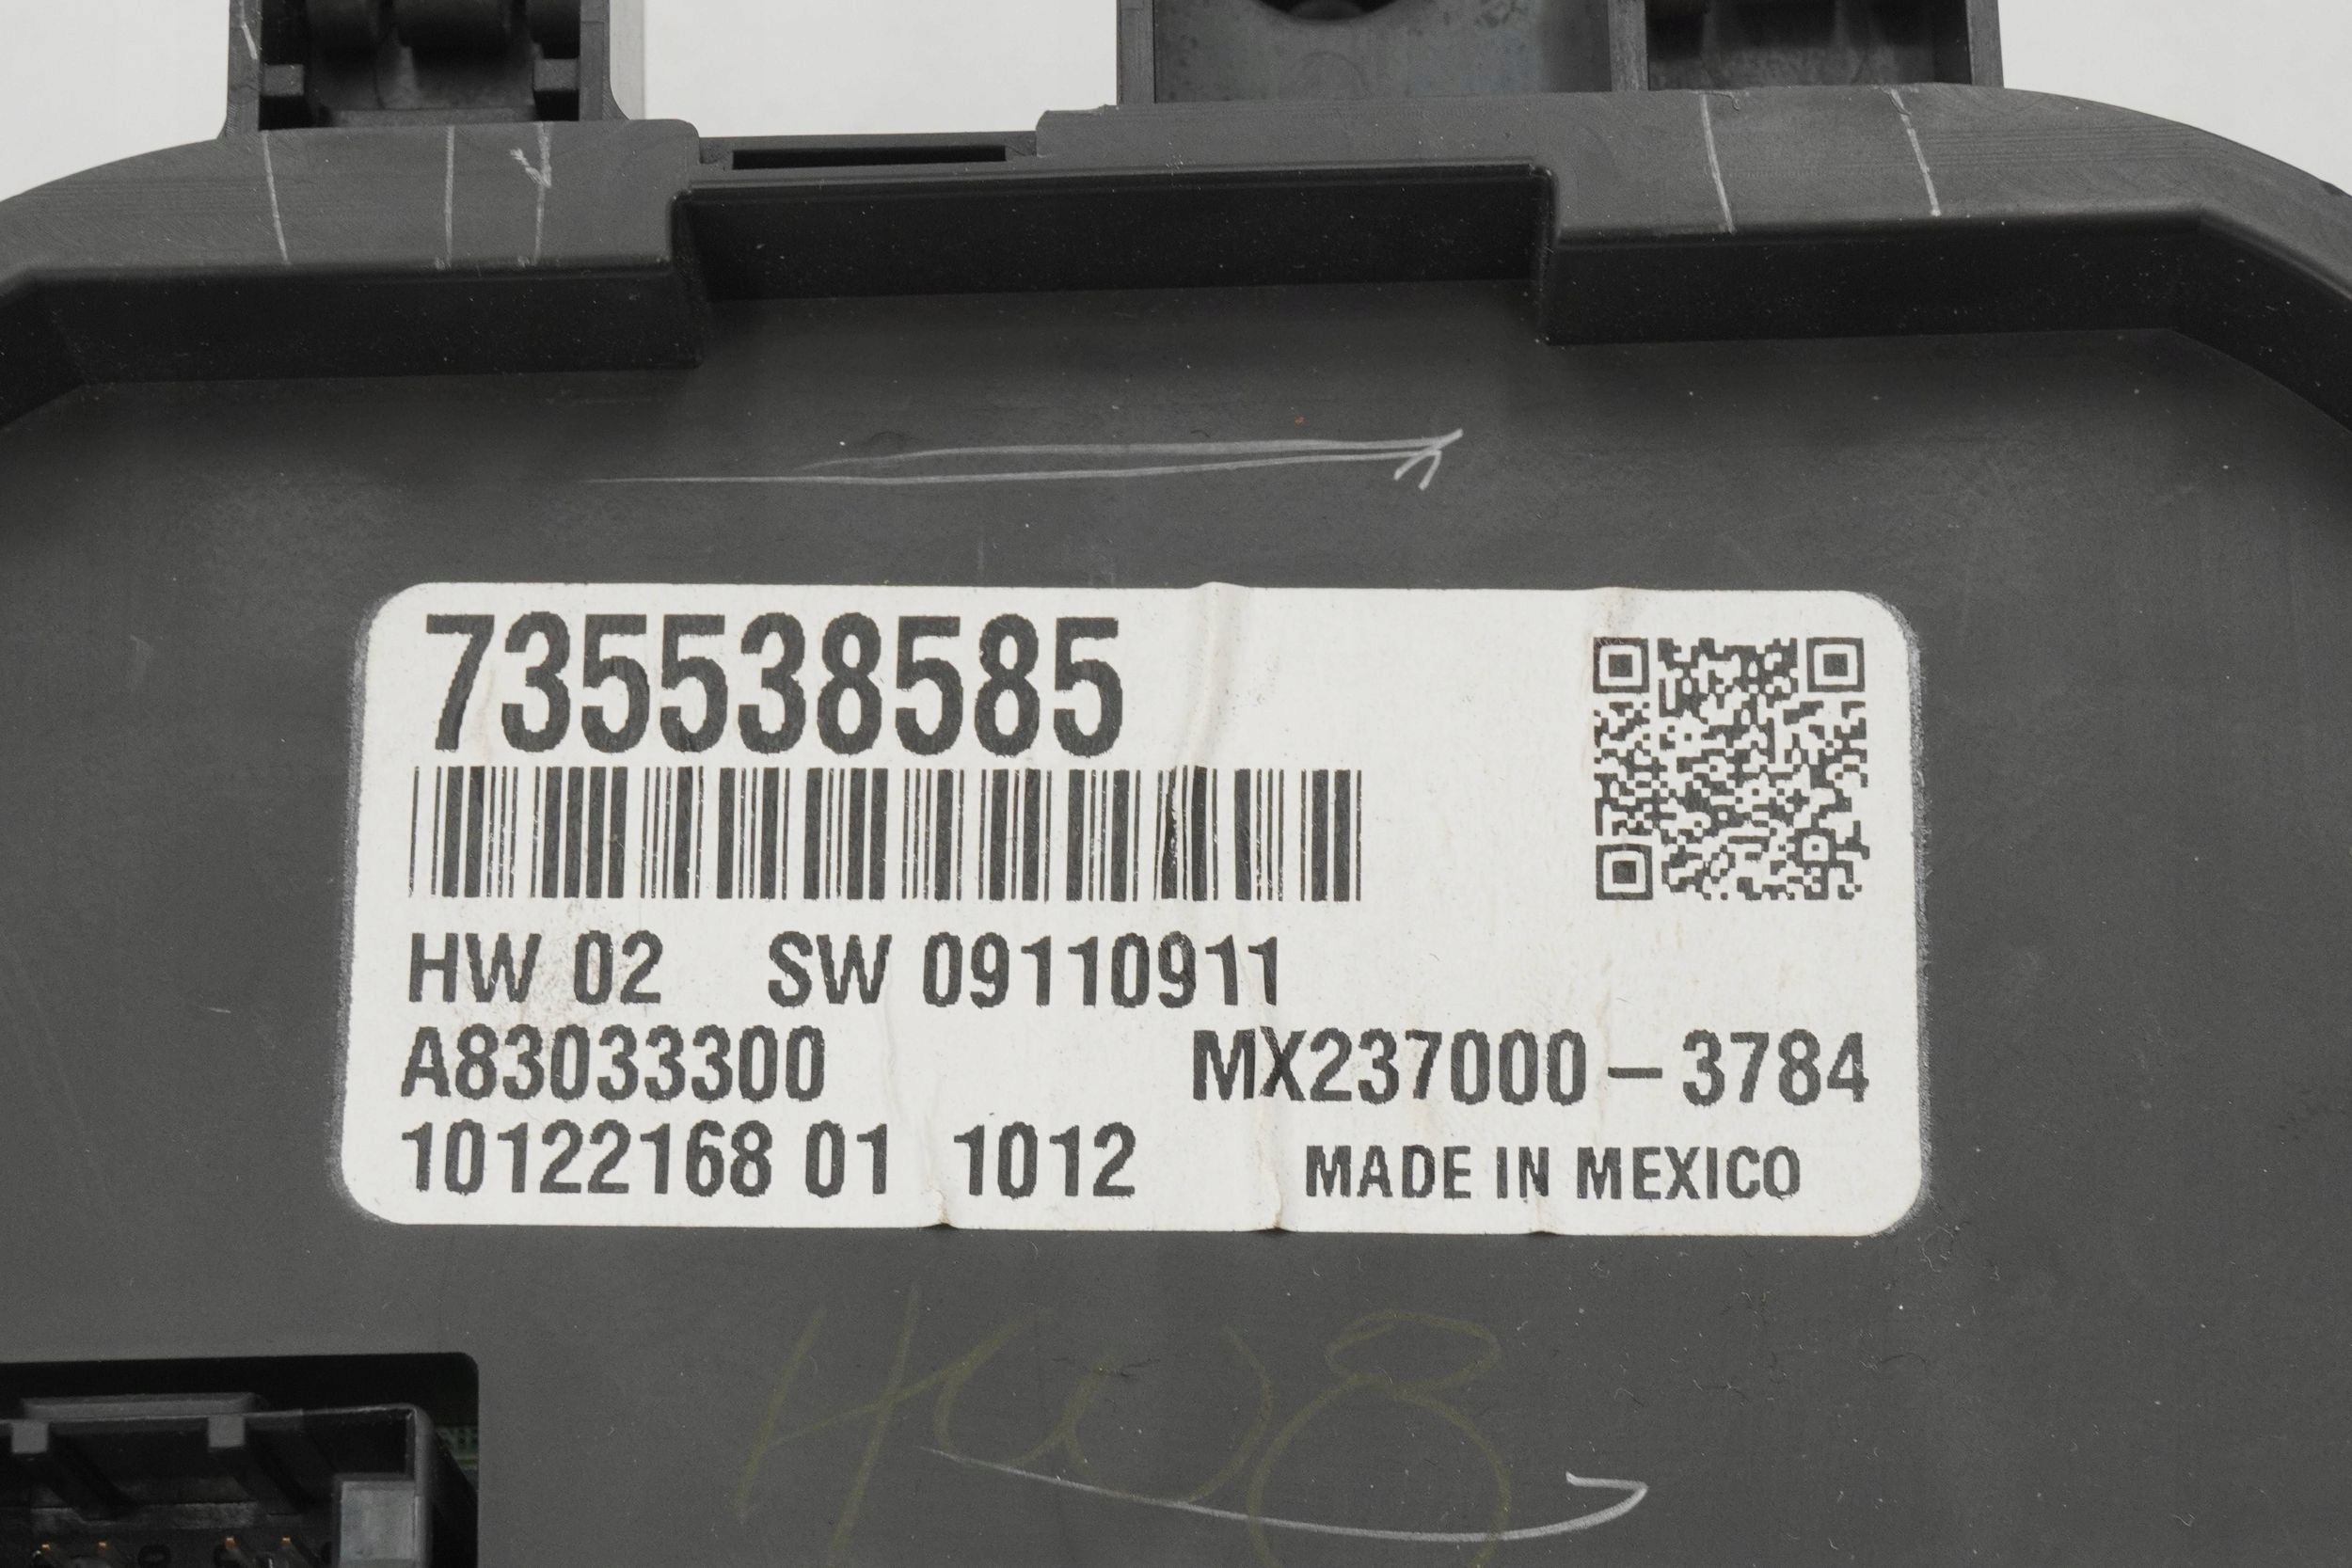 735538585
HW 02 SW 09110911
A83033300 MX237000-3784
10122168 01 1012 MADE IN MEXICO